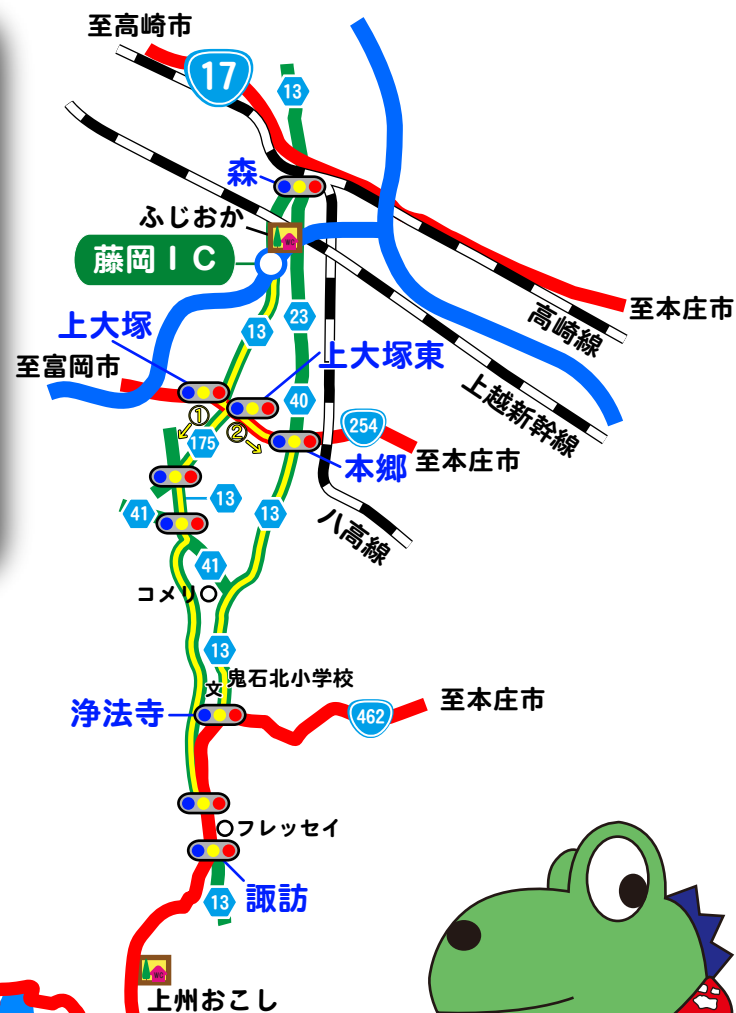 至高崎市
17
13
森
ふじおか
WC
藤岡IC
上大塚
13
23
高崎線
至本庄市
至富岡市
上大塚東
上越新幹線
40
①
②
175
254
本郷
至本庄市
13
41
13
八高線
41
コメリ
13
文
鬼石北小学校
浄法寺
462
至本庄市
フレッセイ
諏訪
13
WC
上州おこし